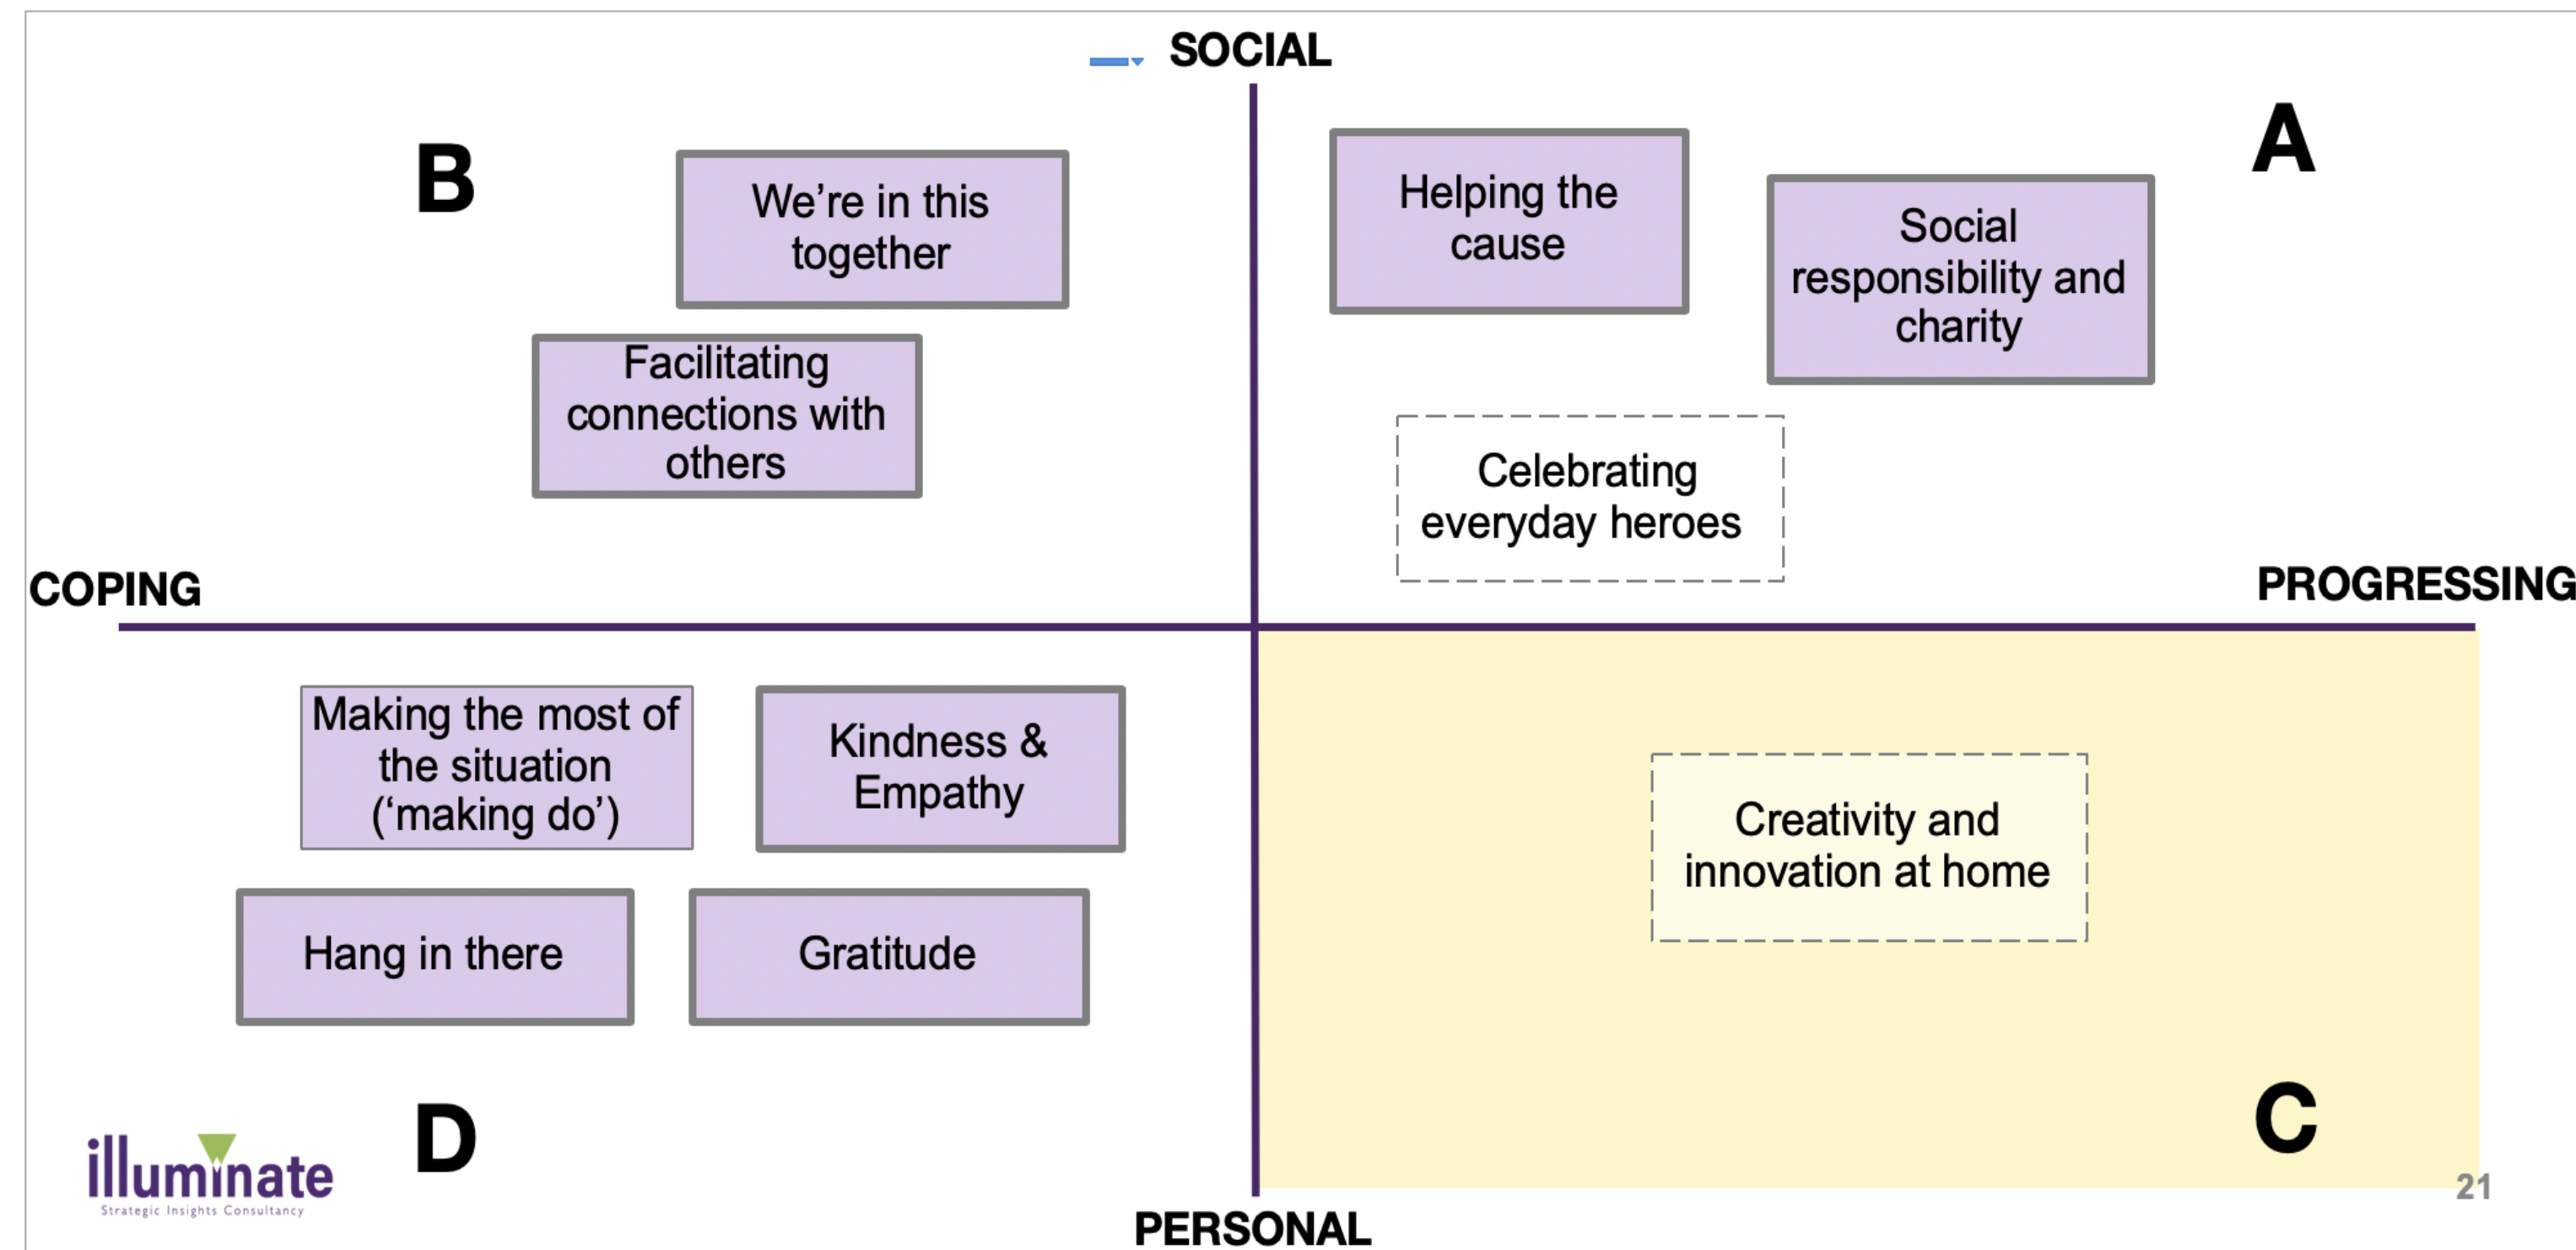 SOCIAL
A
B
We’re in this
together
Helping the
cause
Social
responsibility and
charity
Facilitating
connections with
others
Celebrating
everyday heroes
COPING
PROGRESSING
Making the most of
the situation
(‘making do’)
Kindness &
Empathy
Creativity and
innovation at home
Hang in there
Gratitude
D
C
illuminate
Strategic Insights Consultancy
21
PERSONAL